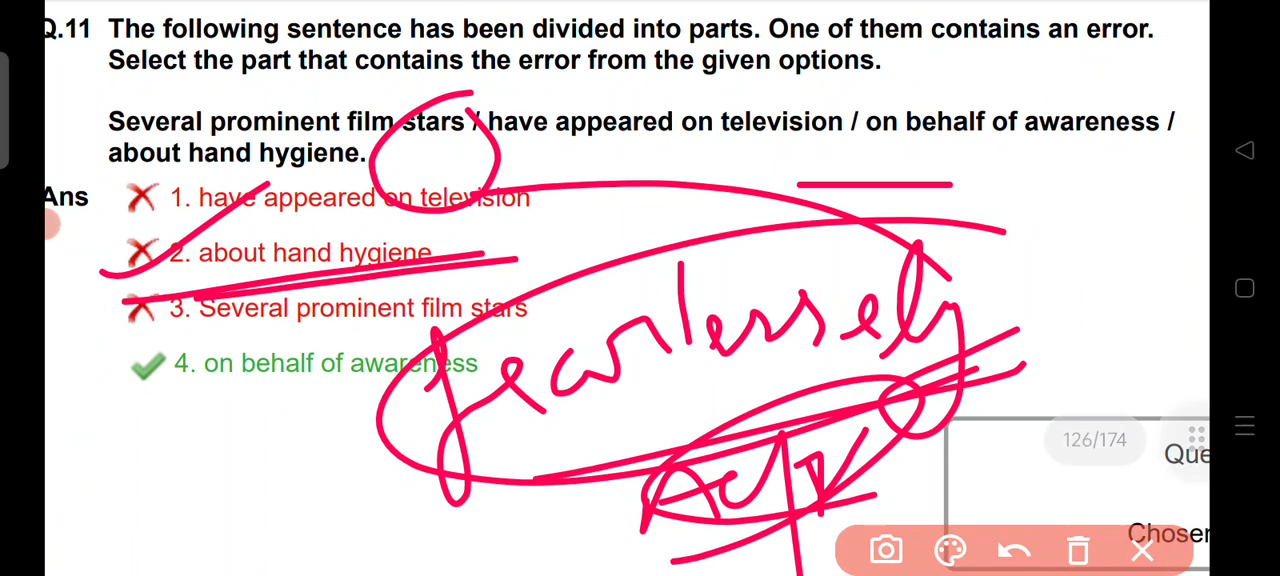 Q.11 The following sentence has been divided into parts. One of them contains an error.
Select the part that contains the error from the given options.
Several prominent film stars / have appeared on television / on behalf of awareness /
about hand hygiene.
Ans
1. have appeared on television
2. about hand hygiene
3. Several prominent film stars
4. on behalf of awareness
fearlessely
126/174
Que
Chosen